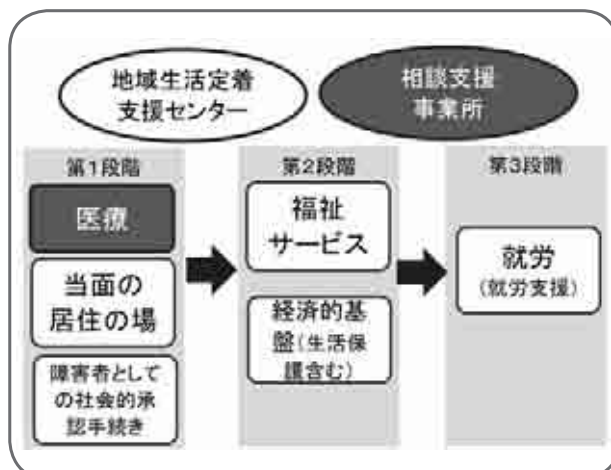 地域生活定着
支援センター
相談支援
事業所
第1段階
医療
当面の
居住の場
障害者として
の社会的承
認手続き
第2段階
福祉
サービス
経済的基
盤(生活保
護含む)
第3段階
就労
(就労支援)